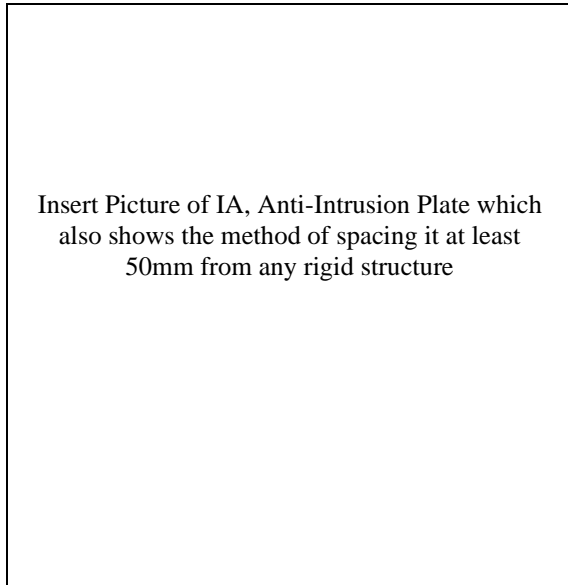 Insert Picture of IA, Anti-Intrusion Plate which
also shows the method of spacing it at least
50mm from any rigid structure